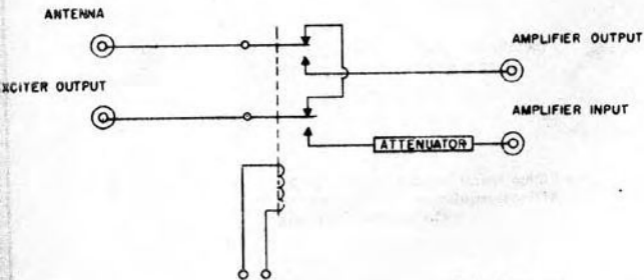 ANTENNA
AMPLIFIER OUTPUT
XCITER OUTPUT
AMPLIFIER INPUT
ATTENUATOR